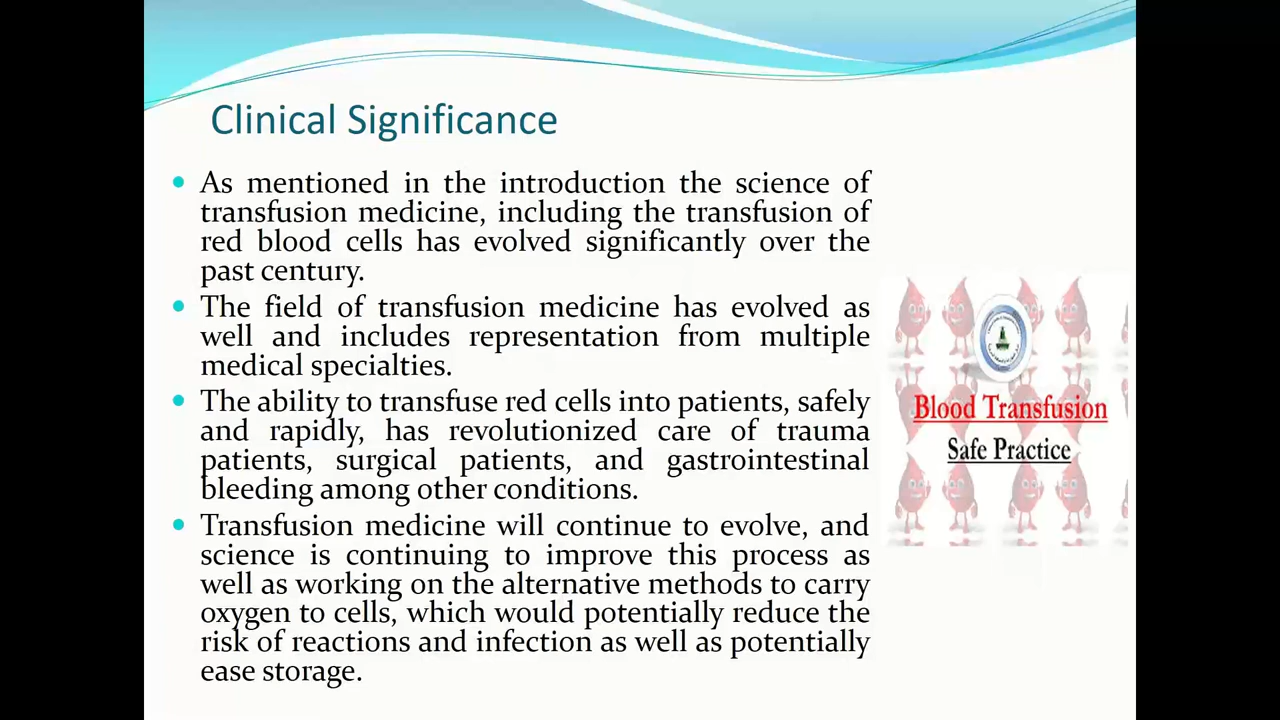 Clinical Significance
As mentioned in the introduction the science of
transfusion medicine, including the transfusion of
red blood cells has evolved significantly over the
past century.
The field of transfusion medicine has evolved as
well and includes representation from multiple
medical specialties.
The ability to transfuse red cells into patients, safely
and rapidly, has revolutionized care of trauma
patients, surgical patients, and gastrointestinal
bleeding among other conditions.
Transfusion medicine will continue to evolve, and
science is continuing to improve this process as
well as working on the alternative methods to carry
oxygen to cells, which would potentially reduce the
risk of reactions and infection as well as potentially
ease storage.
Blood Transfusion
Safe Practice